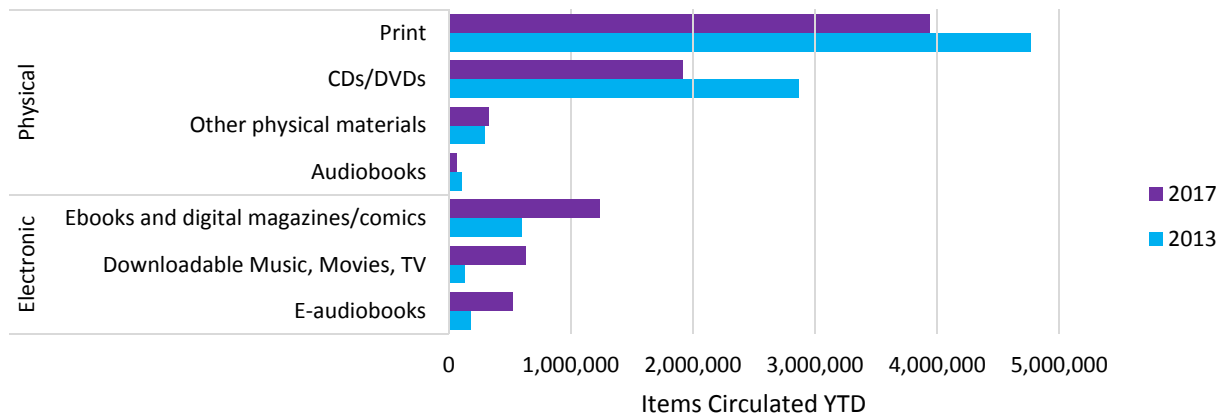 Physical
Print
CDs/DVDs
Other physical materials
Audiobooks
Electronic
Ebooks and digital magazines/comics
Downloadable Music, Movies, TV
E-audiobooks
2017
2013
0 1,000,000 2,000,000 3,000,000 4,000,000 5,000,000
Items Circulated YTD